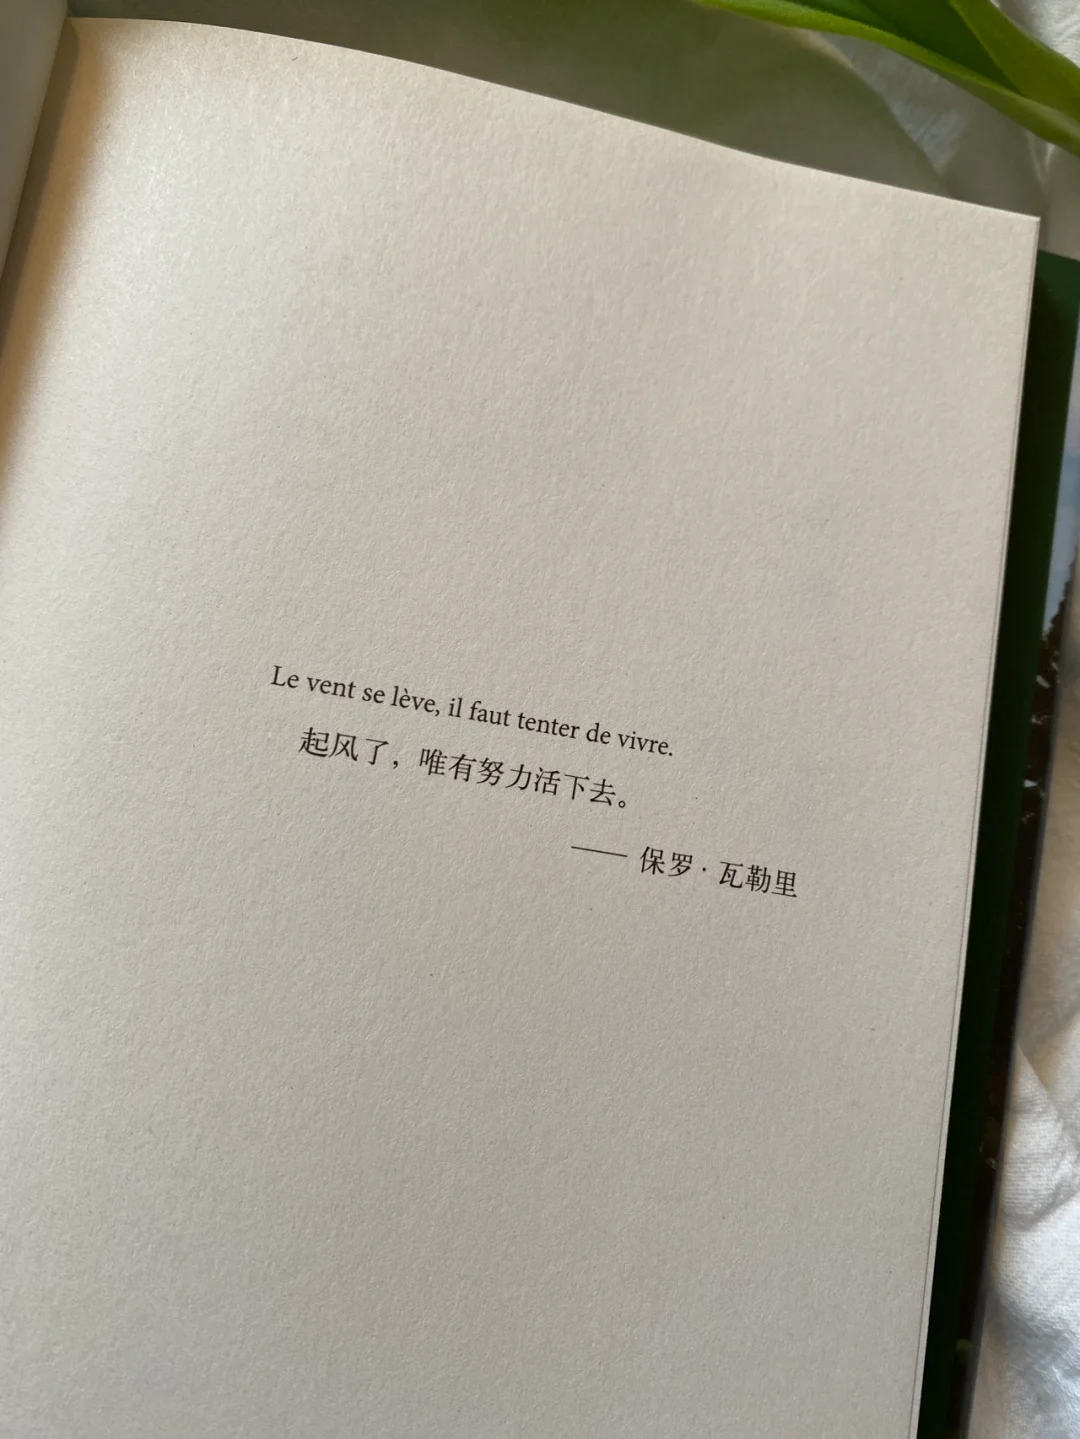 Le vent se lève, il faut tenter de vivre.
起风了，唯有努力活下去。
—— 保罗·瓦勒里